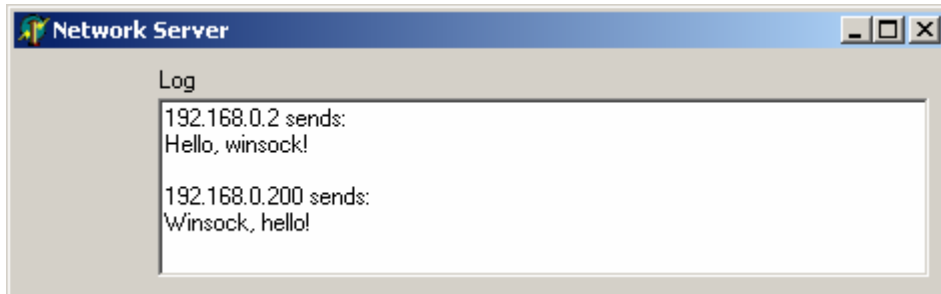 Network Server
Log
192.168.0.2 sends:
Hello, winsock!
192.168.0.200 sends:
Winsock, hello!